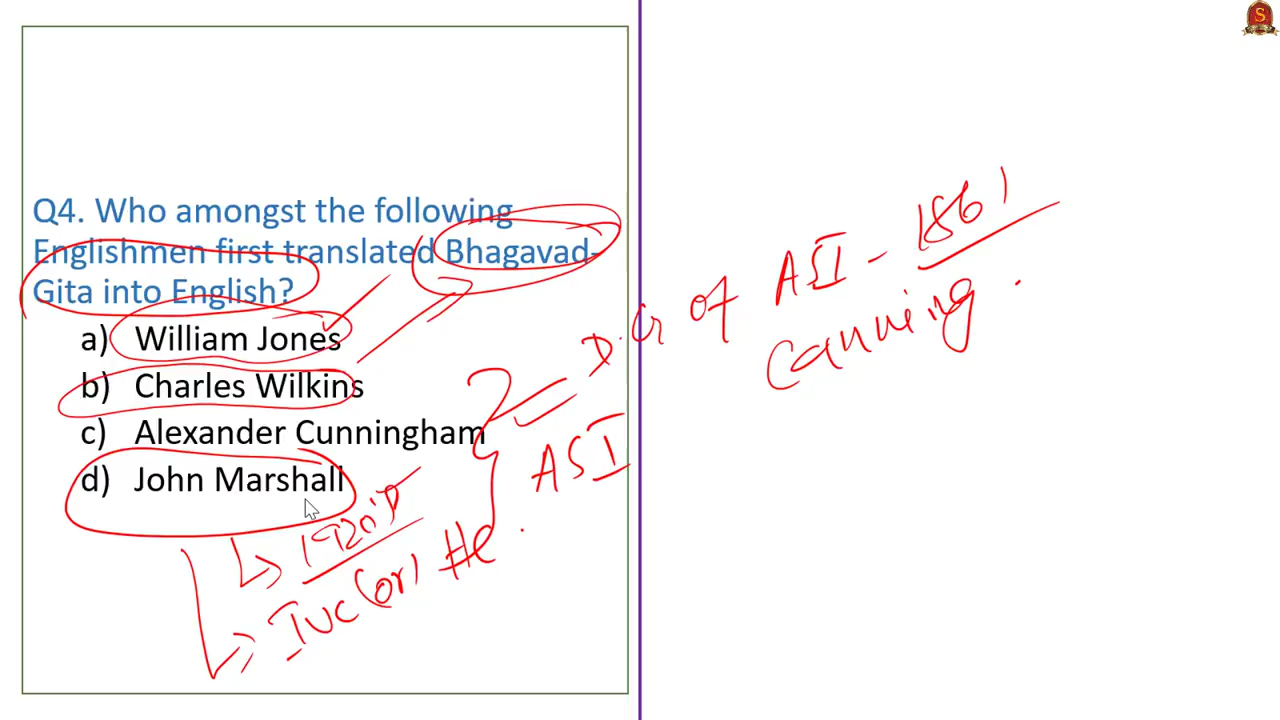 Q4. Who amongst the following
Englishmen first translated Bhagavad-
Gita into English?
a) William Jones
b) Charles Wilkins
c) Alexander Cunningham
d) John Marshall
D.G of ASI - 1861
Canning.
ASI
1920's
IVC (or) HC.
S